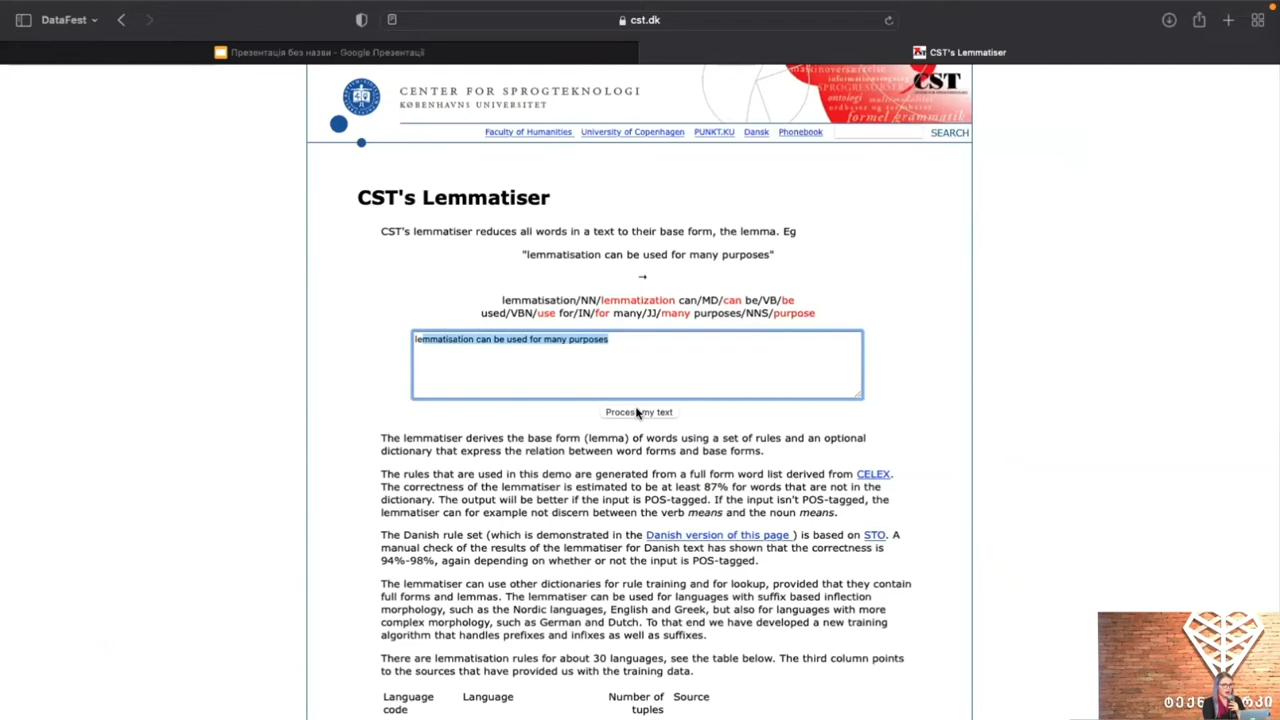 DataFest
cst.dk
Презентація без назви - Google Презентації
CST's Lemmatiser
CENTER FOR SPROGTEKNOLOGI
KØBENHAVNS UNIVERSITET
maskinoversættelse
informationsøgning
SPROGRESSOURCER
ontologi
ordbøger
formel grammatik
CST
Faculty of Humanities University of Copenhagen PUNKT.KU Dansk Phonebook SEARCH
CST's Lemmatiser
CST's lemmatiser reduces all words in a text to their base form, the lemma. Eg
"lemmatisation can be used for many purposes"
→
lemmatisation/NN/lemmatization can/MD/can be/VB/be
used/VBN/use for/IN/for many/JJ/many purposes/NNS/purpose
lemmatisation can be used for many purposes
Process my text
The lemmatiser derives the base form (lemma) of words using a set of rules and an optional
dictionary that express the relation between word forms and base forms.
The rules that are used in this demo are generated from a full form word list derived from CELEX.
The correctness of the lemmatiser is estimated to be at least 87% for words that are not in the
dictionary. The output will be better if the input is POS-tagged. If the input isn't POS-tagged, the
lemmatiser can for example not discern between the verb means and the noun means.
The Danish rule set (which is demonstrated in the Danish version of this page ) is based on STO. A
manual check of the results of the lemmatiser for Danish text has shown that the correctness is
94%-98%, again depending on whether or not the input is POS-tagged.
The lemmatiser can use other dictionaries for rule training and for lookup, provided that they contain
full forms and lemmas. The lemmatiser can be used for languages with suffix based inflection
morphology, such as the Nordic languages, English and Greek, but also for languages with more
complex morphology, such as German and Dutch. To that end we have developed a new training
algorithm that handles prefixes and infixes as well as suffixes.
There are lemmatisation rules for about 30 languages, see the table below. The third column points
to the sources that have provided us with the training data.
Language Language Number of Source
code tuples